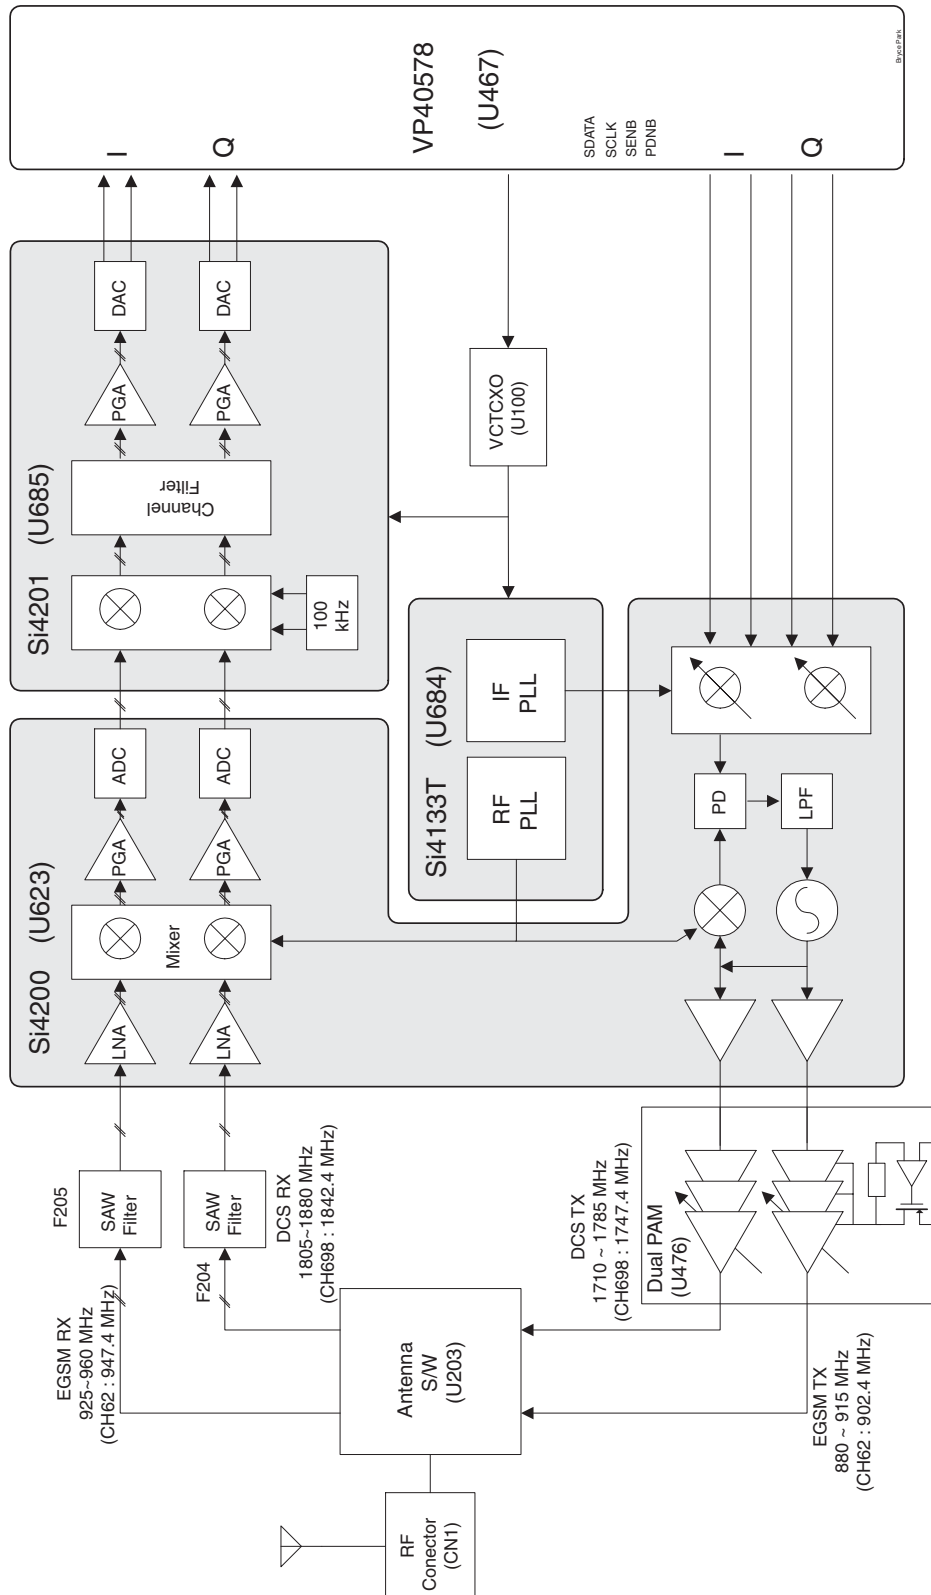 RF
Conector
(CN1)
Antenna
S/W
(U203)
EGSM RX
925~960 MHz
(CH62 : 947.4 MHz)
F205
SAW
Filter
F204
SAW
Filter
DCS RX
1805~1880 MHz
(CH698 : 1842.4 MHz)
DCS TX
1710 ~ 1785 MHz
(CH698 : 1747.4 MHz)
EGSM TX
880 ~ 915 MHz
(CH62 : 902.4 MHz)
Dual PAM
(U476)
Si4200 (U623)
LNA
LNA
Mixer
PGA
PGA
ADC
ADC
Si4133T (U684)
RF
PLL
IF
PLL
PD
LPF
Si4201 (U685)
100
kHz
Channel
Filter
PGA
PGA
DAC
DAC
VCTCXO
(U100)
I
Q
VP40578
(U467)
SDATA
SCLK
SENB
PDNB
I
Q
Bryce Park